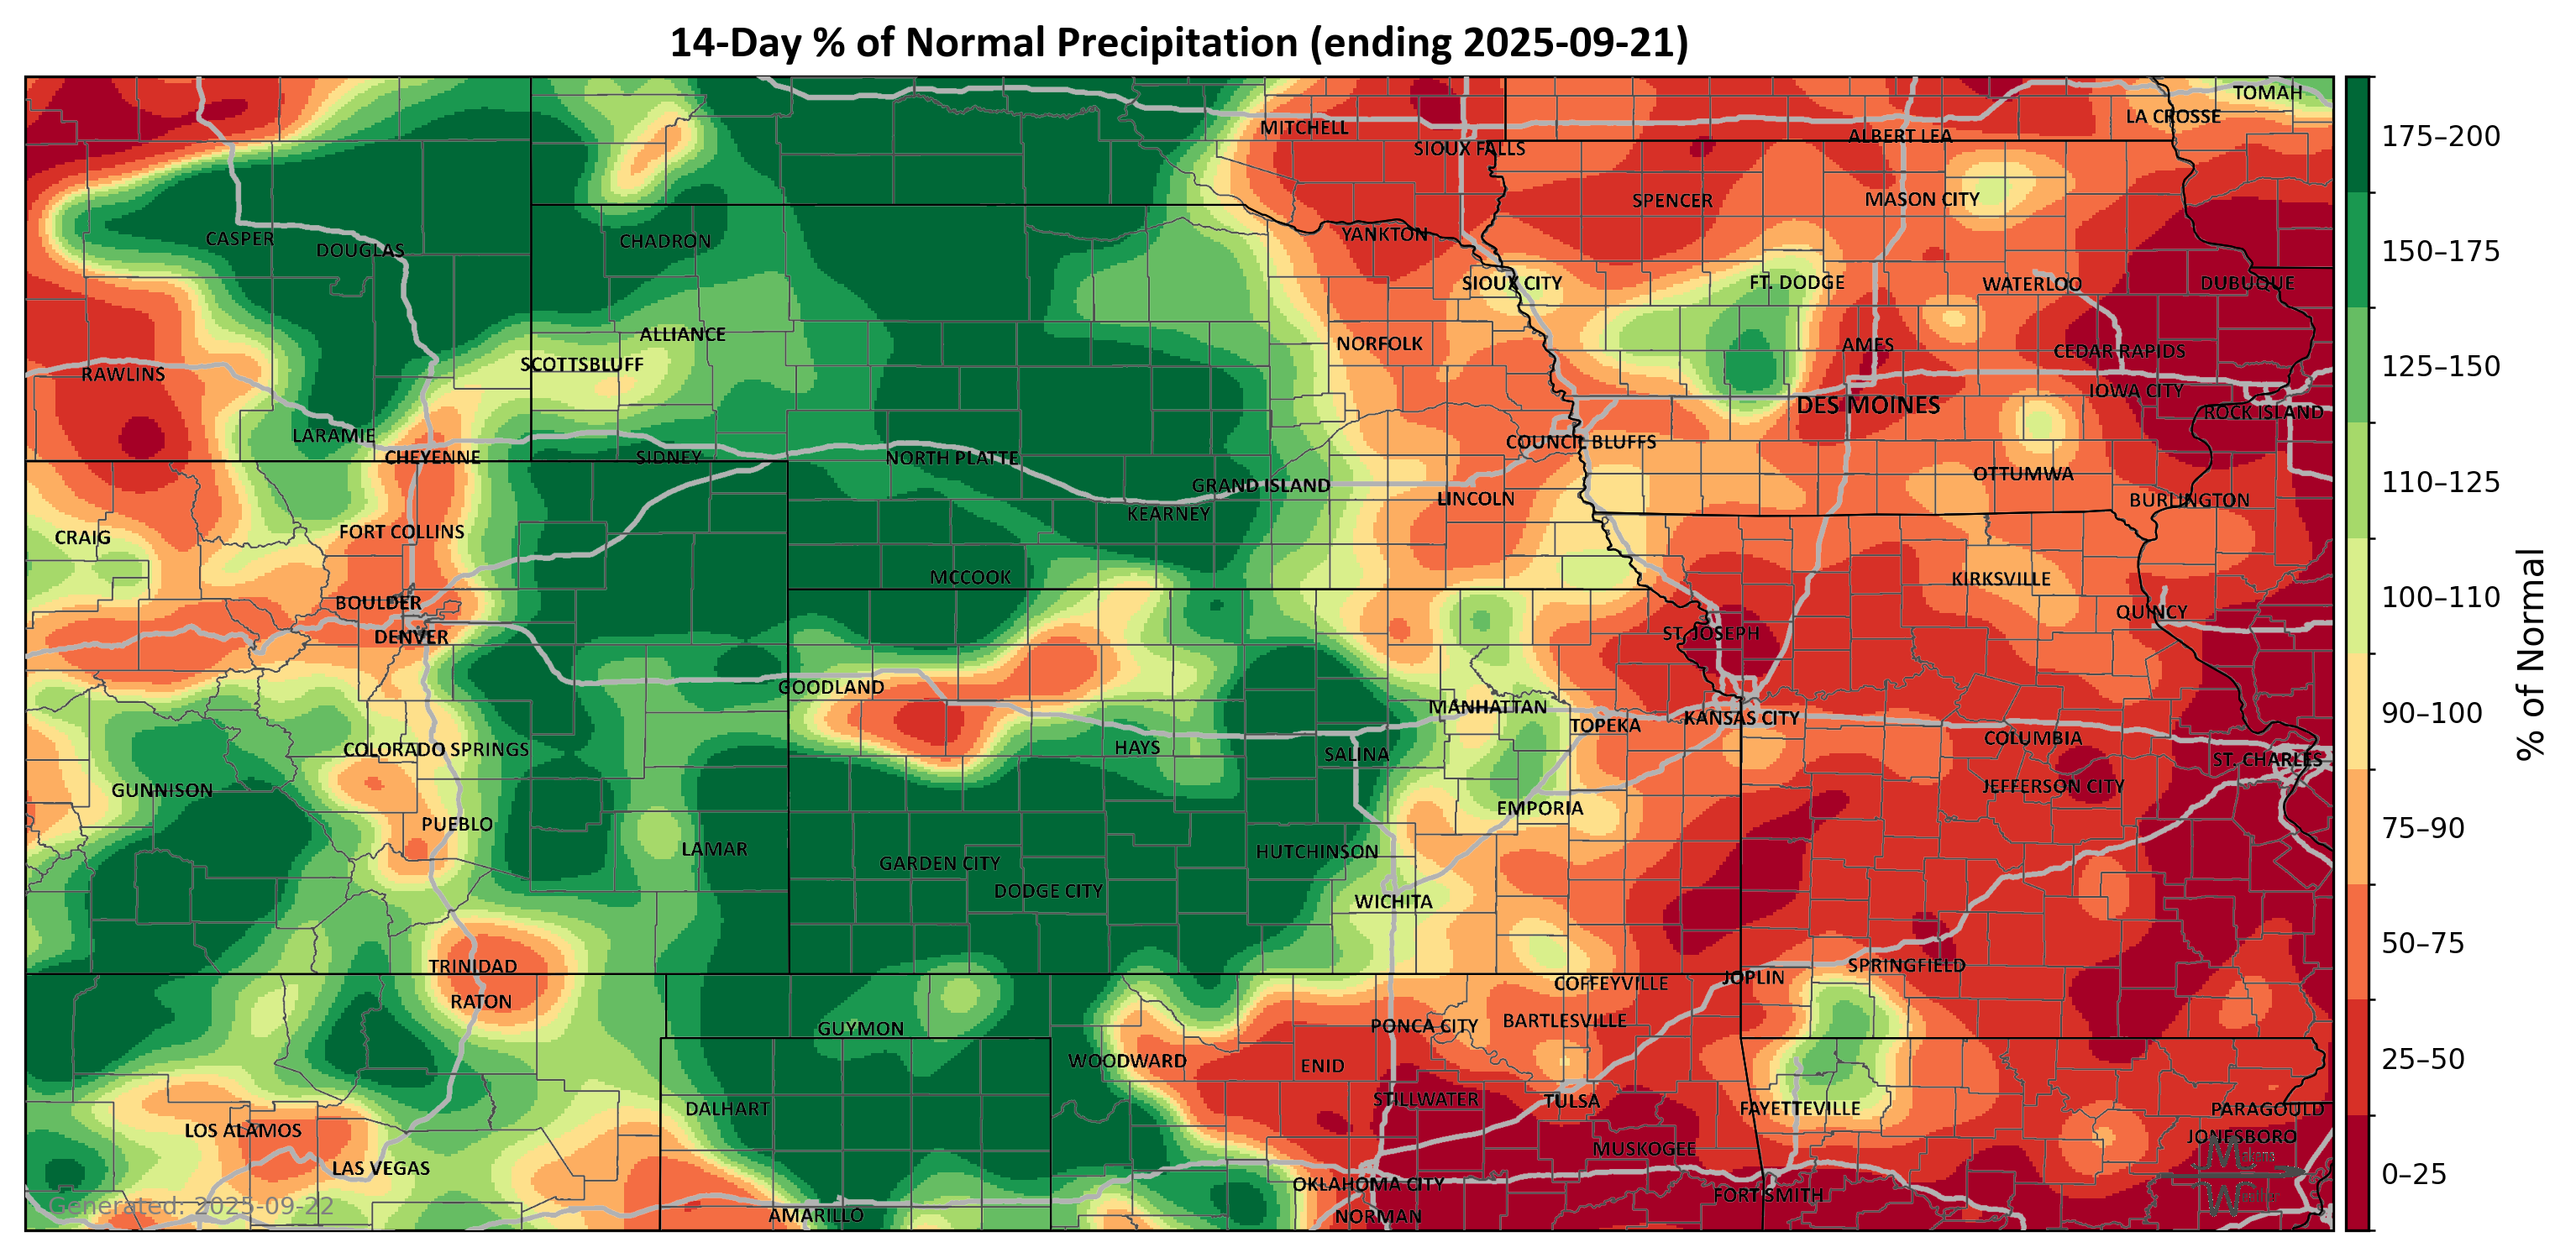 14-Day % of Normal Precipitation (ending 2025-09-21)
TOMAH
LA CROSSE
MITCHELL
ALBERT LEA
SIOUX FALLS
SPENCER
MASON CITY
YANKTON
CASPER
CHADRON
DOUGLAS
SIOUX CITY
FT. DODGE
WATERLOO
DUBUQUE
ALLIANCE
NORFOLK
AMES
CEDAR RAPIDS
SCOTTSBLUFF
RAWLINS
IOWA CITY
DES MOINES
ROCK ISLAND
LARAMIE
COUNCIL BLUFFS
CHEYENNE
SIDNEY
NORTH PLATTE
OTTUMWA
GRAND ISLAND
LINCOLN
BURLINGTON
KEARNEY
FORT COLLINS
CRAIG
MCCOOK
KIRKSVILLE
BOULDER
QUINCY
DENVER
ST. JOSEPH
GOODLAND
MANHATTAN
TOPEKA
KANSAS CITY
COLUMBIA
COLORADO SPRINGS
HAYS
SALINA
ST. CHARLES
GUNNISON
JEFFERSON CITY
EMPORIA
PUEBLO
LAMAR
HUTCHINSON
GARDEN CITY
DODGE CITY
WICHITA
TRINIDAD
SPRINGFIELD
JOPLIN
COFFEYVILLE
RATON
GUYMON
PONCA CITY
BARTLESVILLE
WOODWARD
ENID
STILLWATER
TULSA
DALHART
FAYETTEVILLE
PARAGOULD
LOS ALAMOS
JONESBORO
MUSKOGEE
LAS VEGAS
OKLAHOMA CITY
FORT SMITH
AMARILLO
NORMAN
Generated: 2025-09-22
175–200
150–175
125–150
110–125
100–110
90–100
75–90
50–75
25–50
0–25
% of Normal